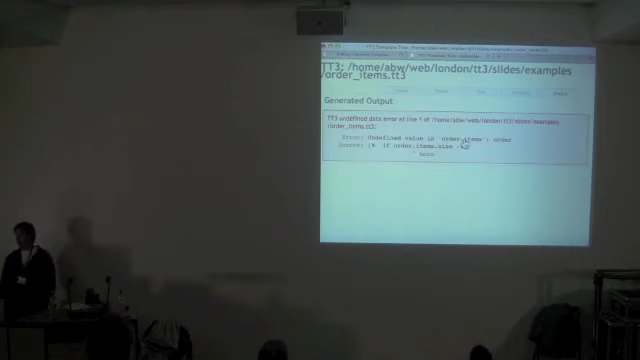 TT3: /home/abw/web/london/tt3/slides/examples
/order_items.tt3
Generated Output
TT3 undefined data error at line 1 of /home/abw/web/london/tt3/slides/examples
/order_items.tt3:
Error: Undefined value in 'order.items': order
Source: [% if order.items.size -%]
^ here